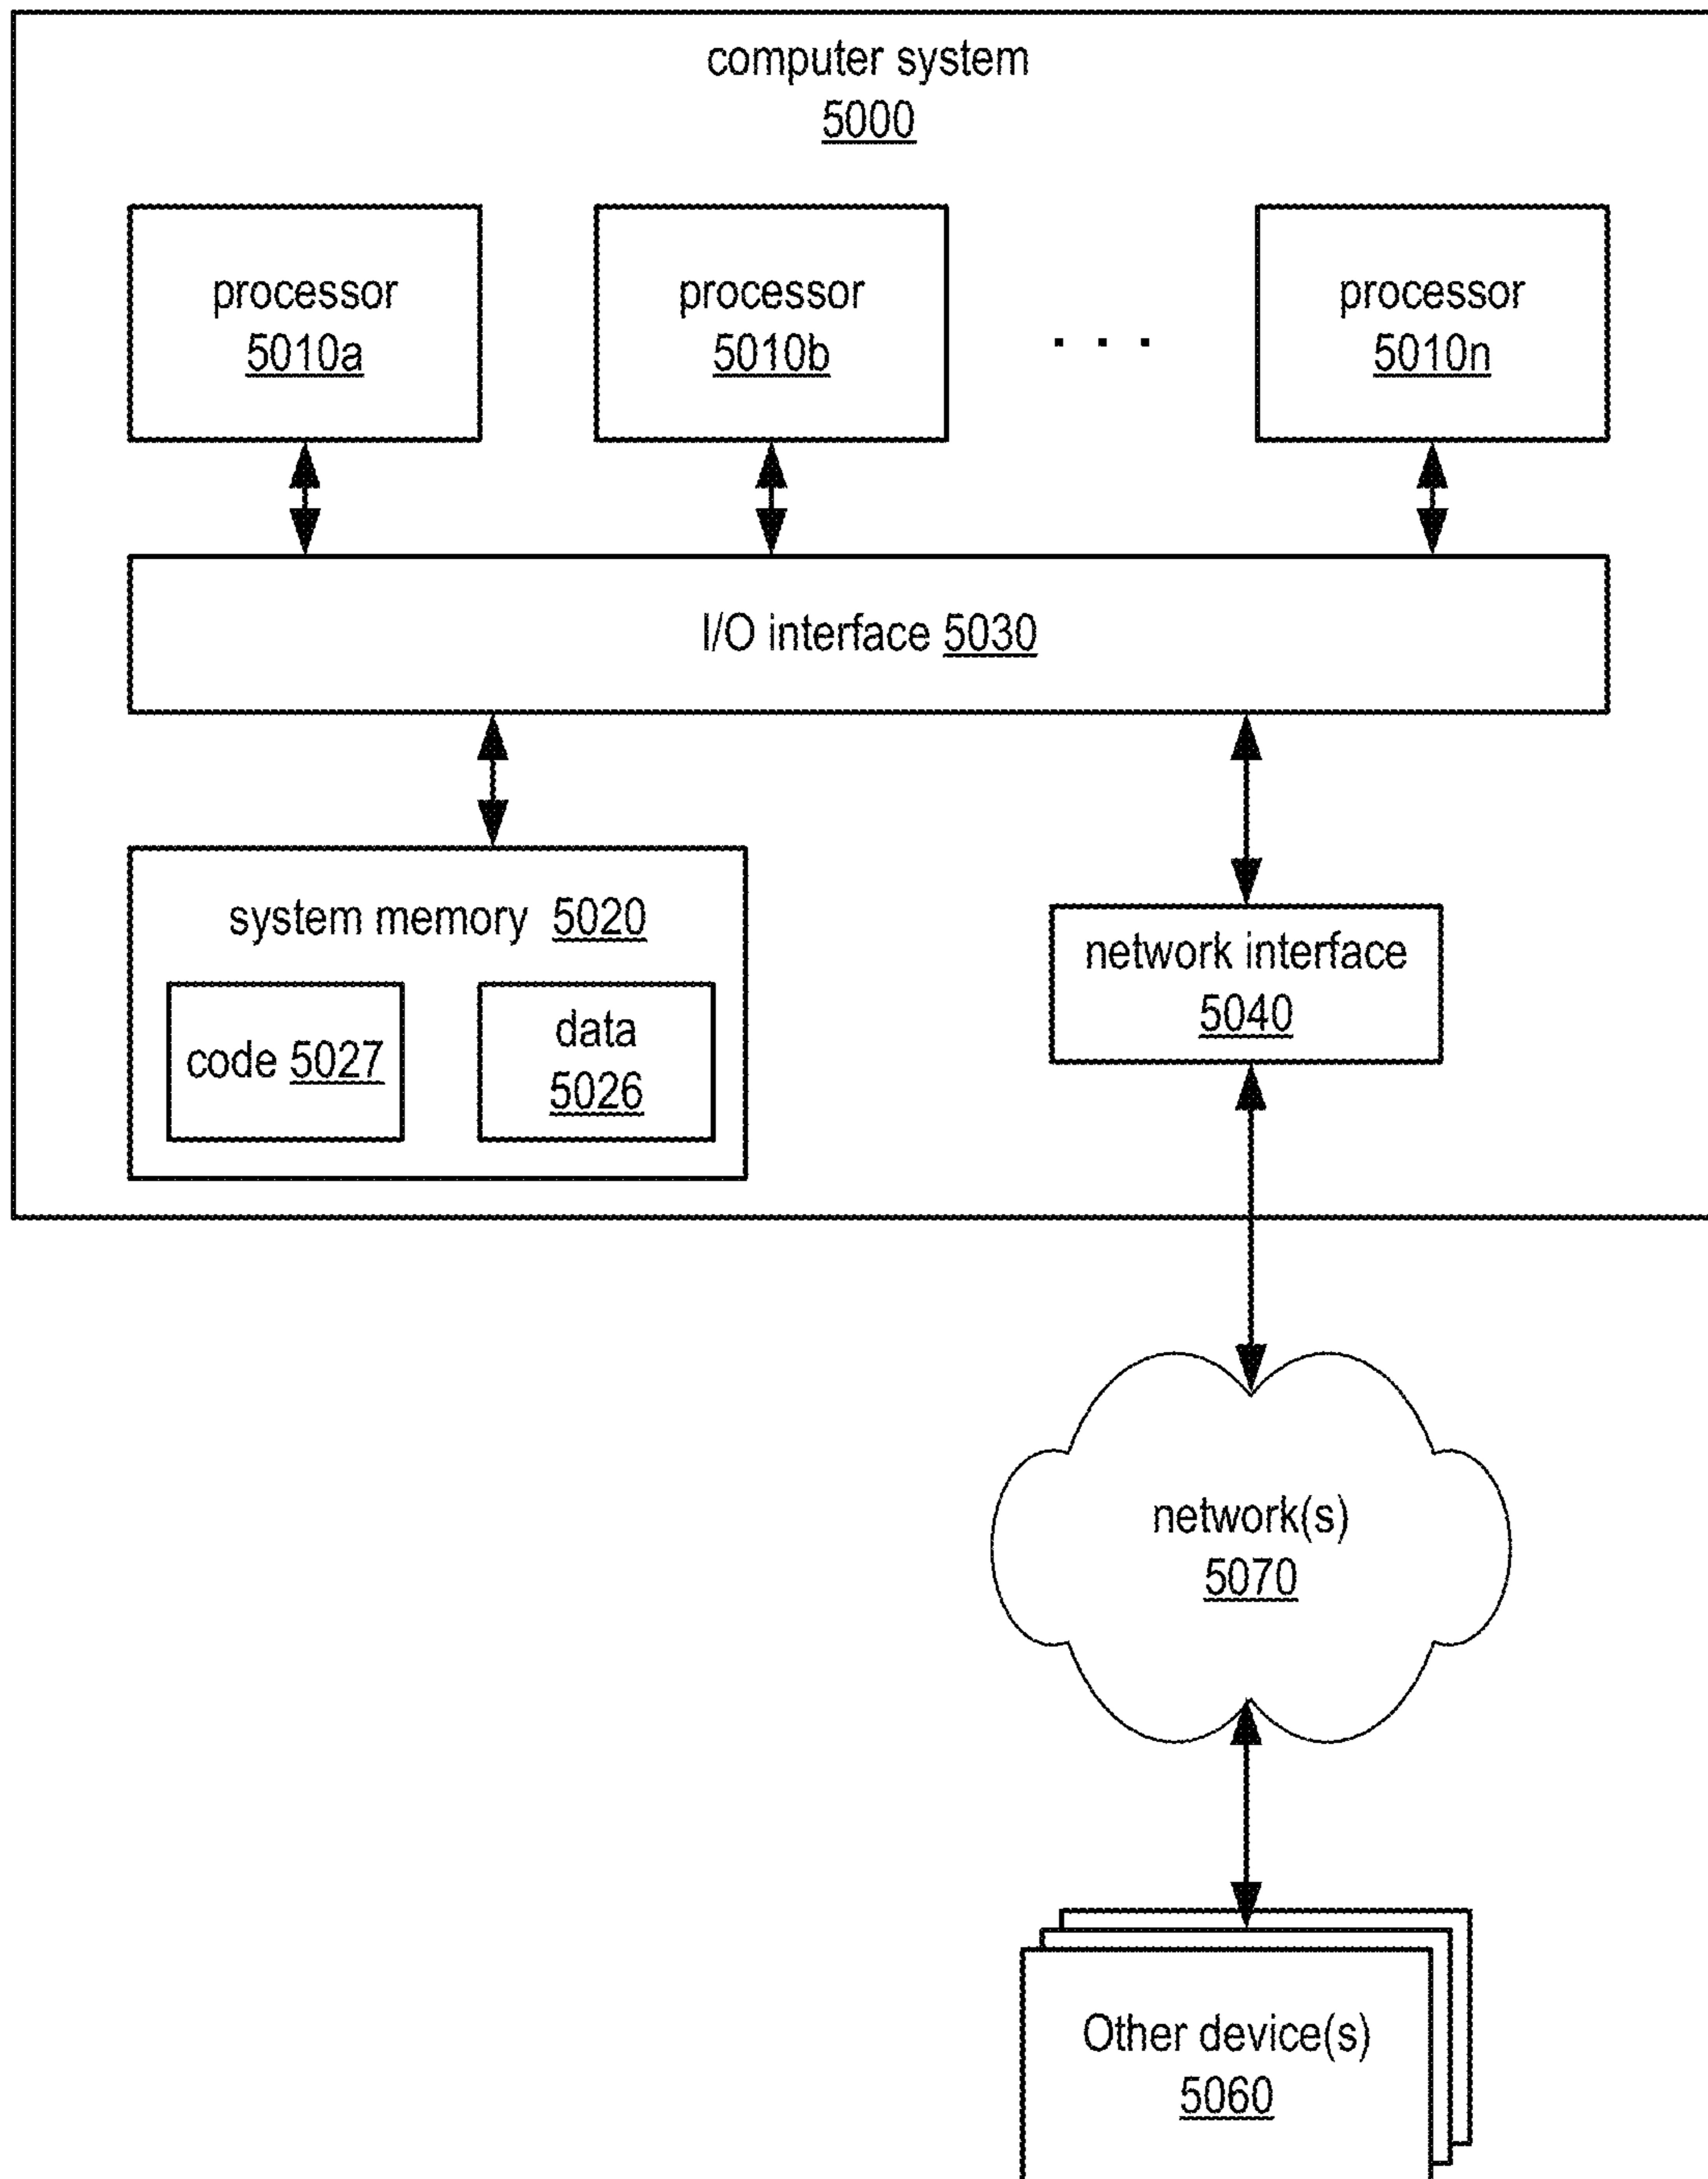 computer system
5000
processor
5010a
processor
5010b
. . .
processor
5010n
I/O interface 5030
system memory 5020
code 5027
data
5026
network interface
5040
network(s)
5070
Other device(s)
5060